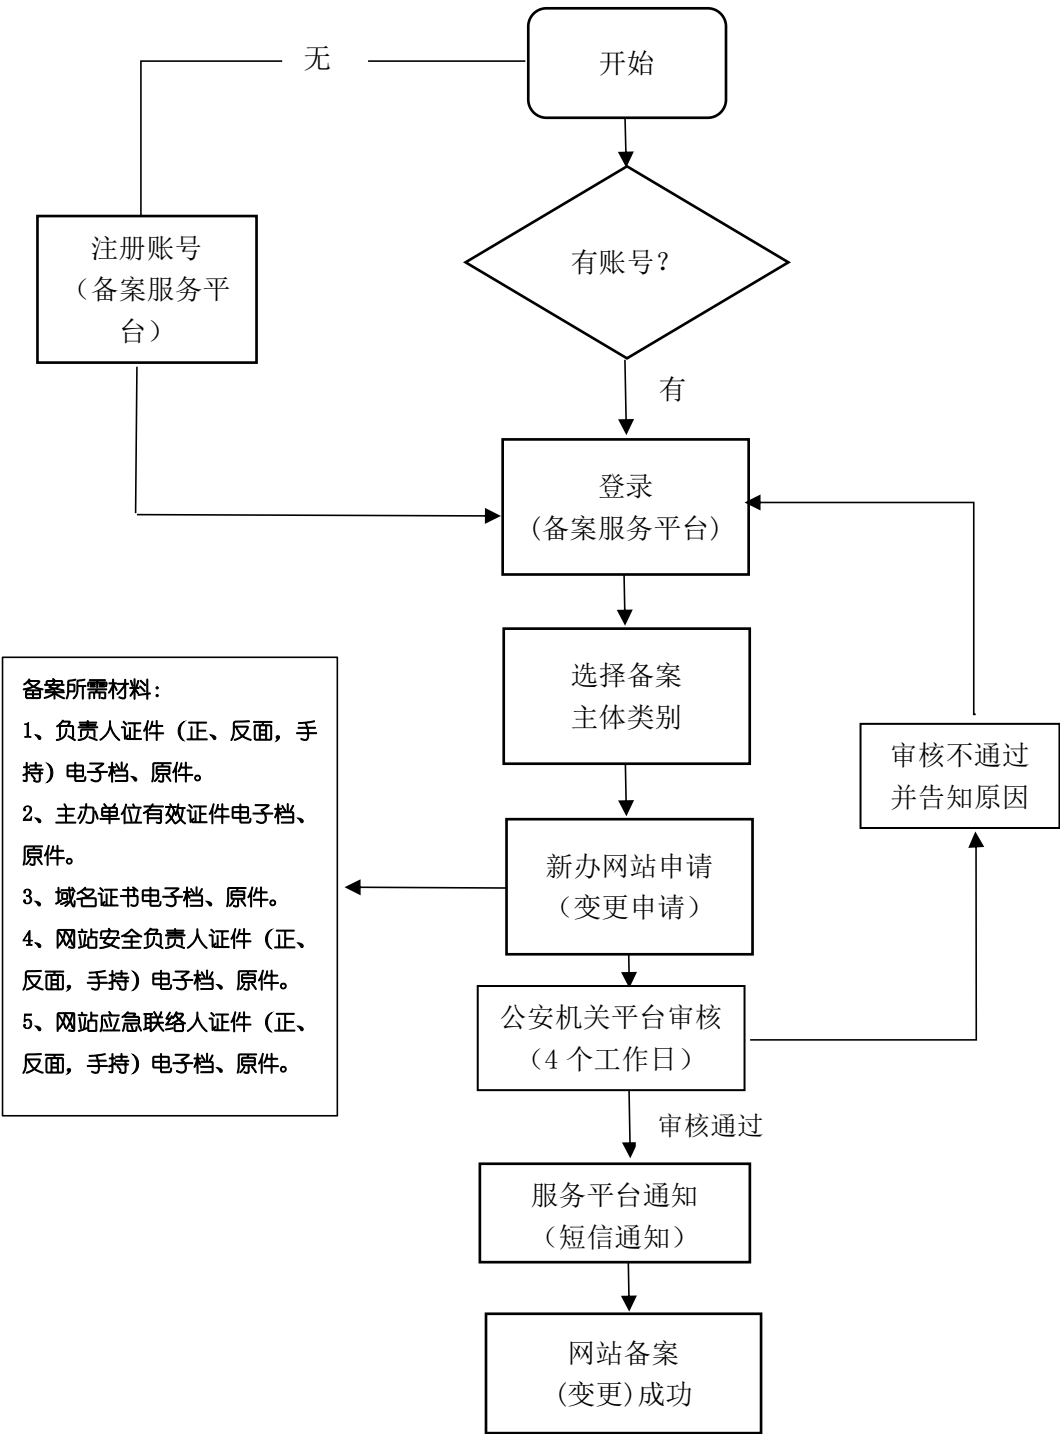 无
开始
注册账号
（备案服务平
台）
有账号？
有
登录
(备案服务平台)
选择备案
主体类别
备案所需材料：
1、负责人证件（正、反面，手
持）电子档、原件。
2、主办单位有效证件电子档、
原件。
3、域名证书电子档、原件。
4、网站安全负责人证件（正、
反面，手持）电子档、原件。
5、网站应急联络人证件（正、
反面，手持）电子档、原件。
审核不通过
并告知原因
新办网站申请
（变更申请）
公安机关平台审核
（4 个工作日）
审核通过
服务平台通知
（短信通知）
网站备案
(变更)成功